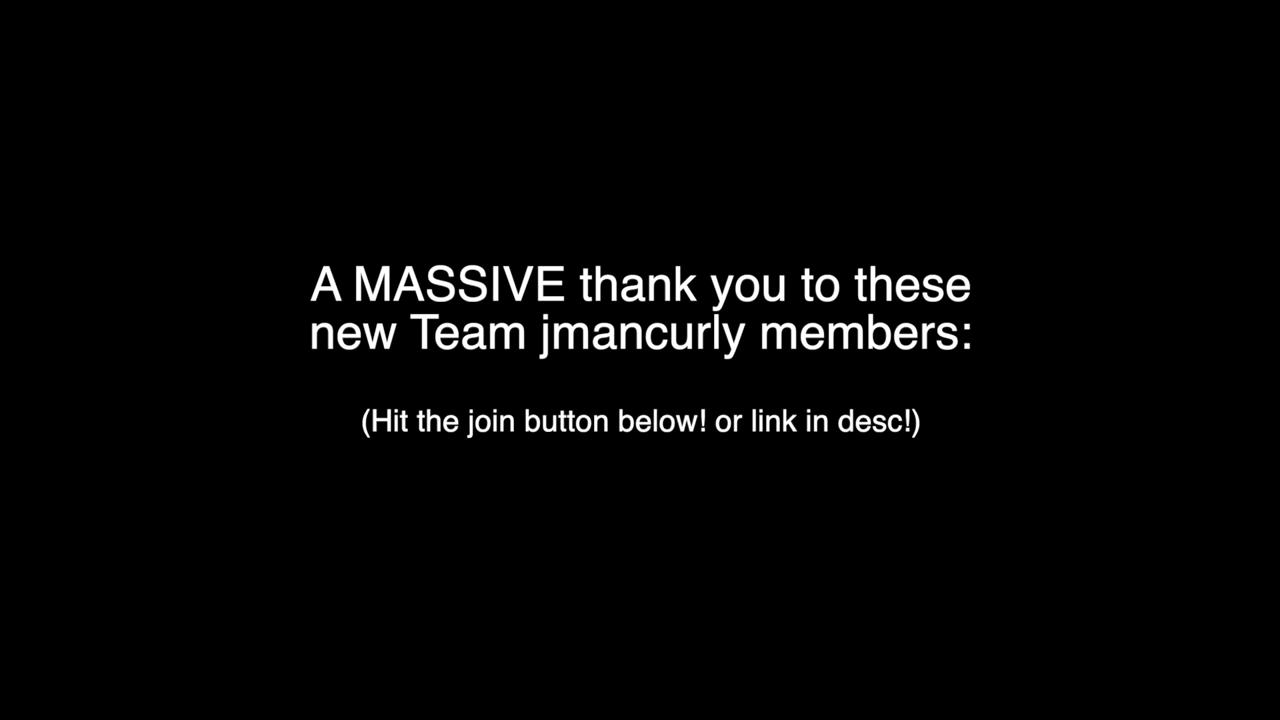 A MASSIVE thank you to these
new Team jmancurly members:
(Hit the join button below! or link in desc!)